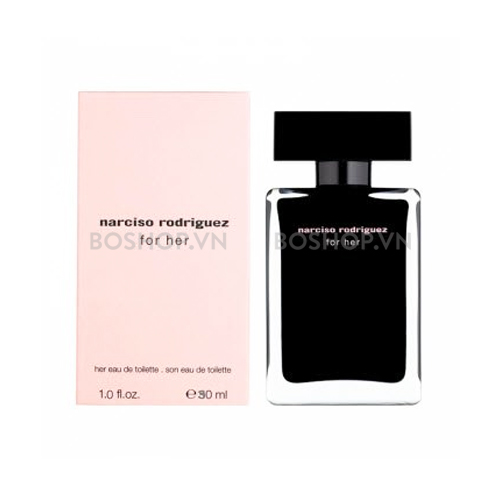 narciso rodriguez
for her
BOSHOP.VN
her eau de toilette . son eau de toilette
1.0 fl.oz. e 30 ml
narciso rodriguez
for her
BOSHOP.VN